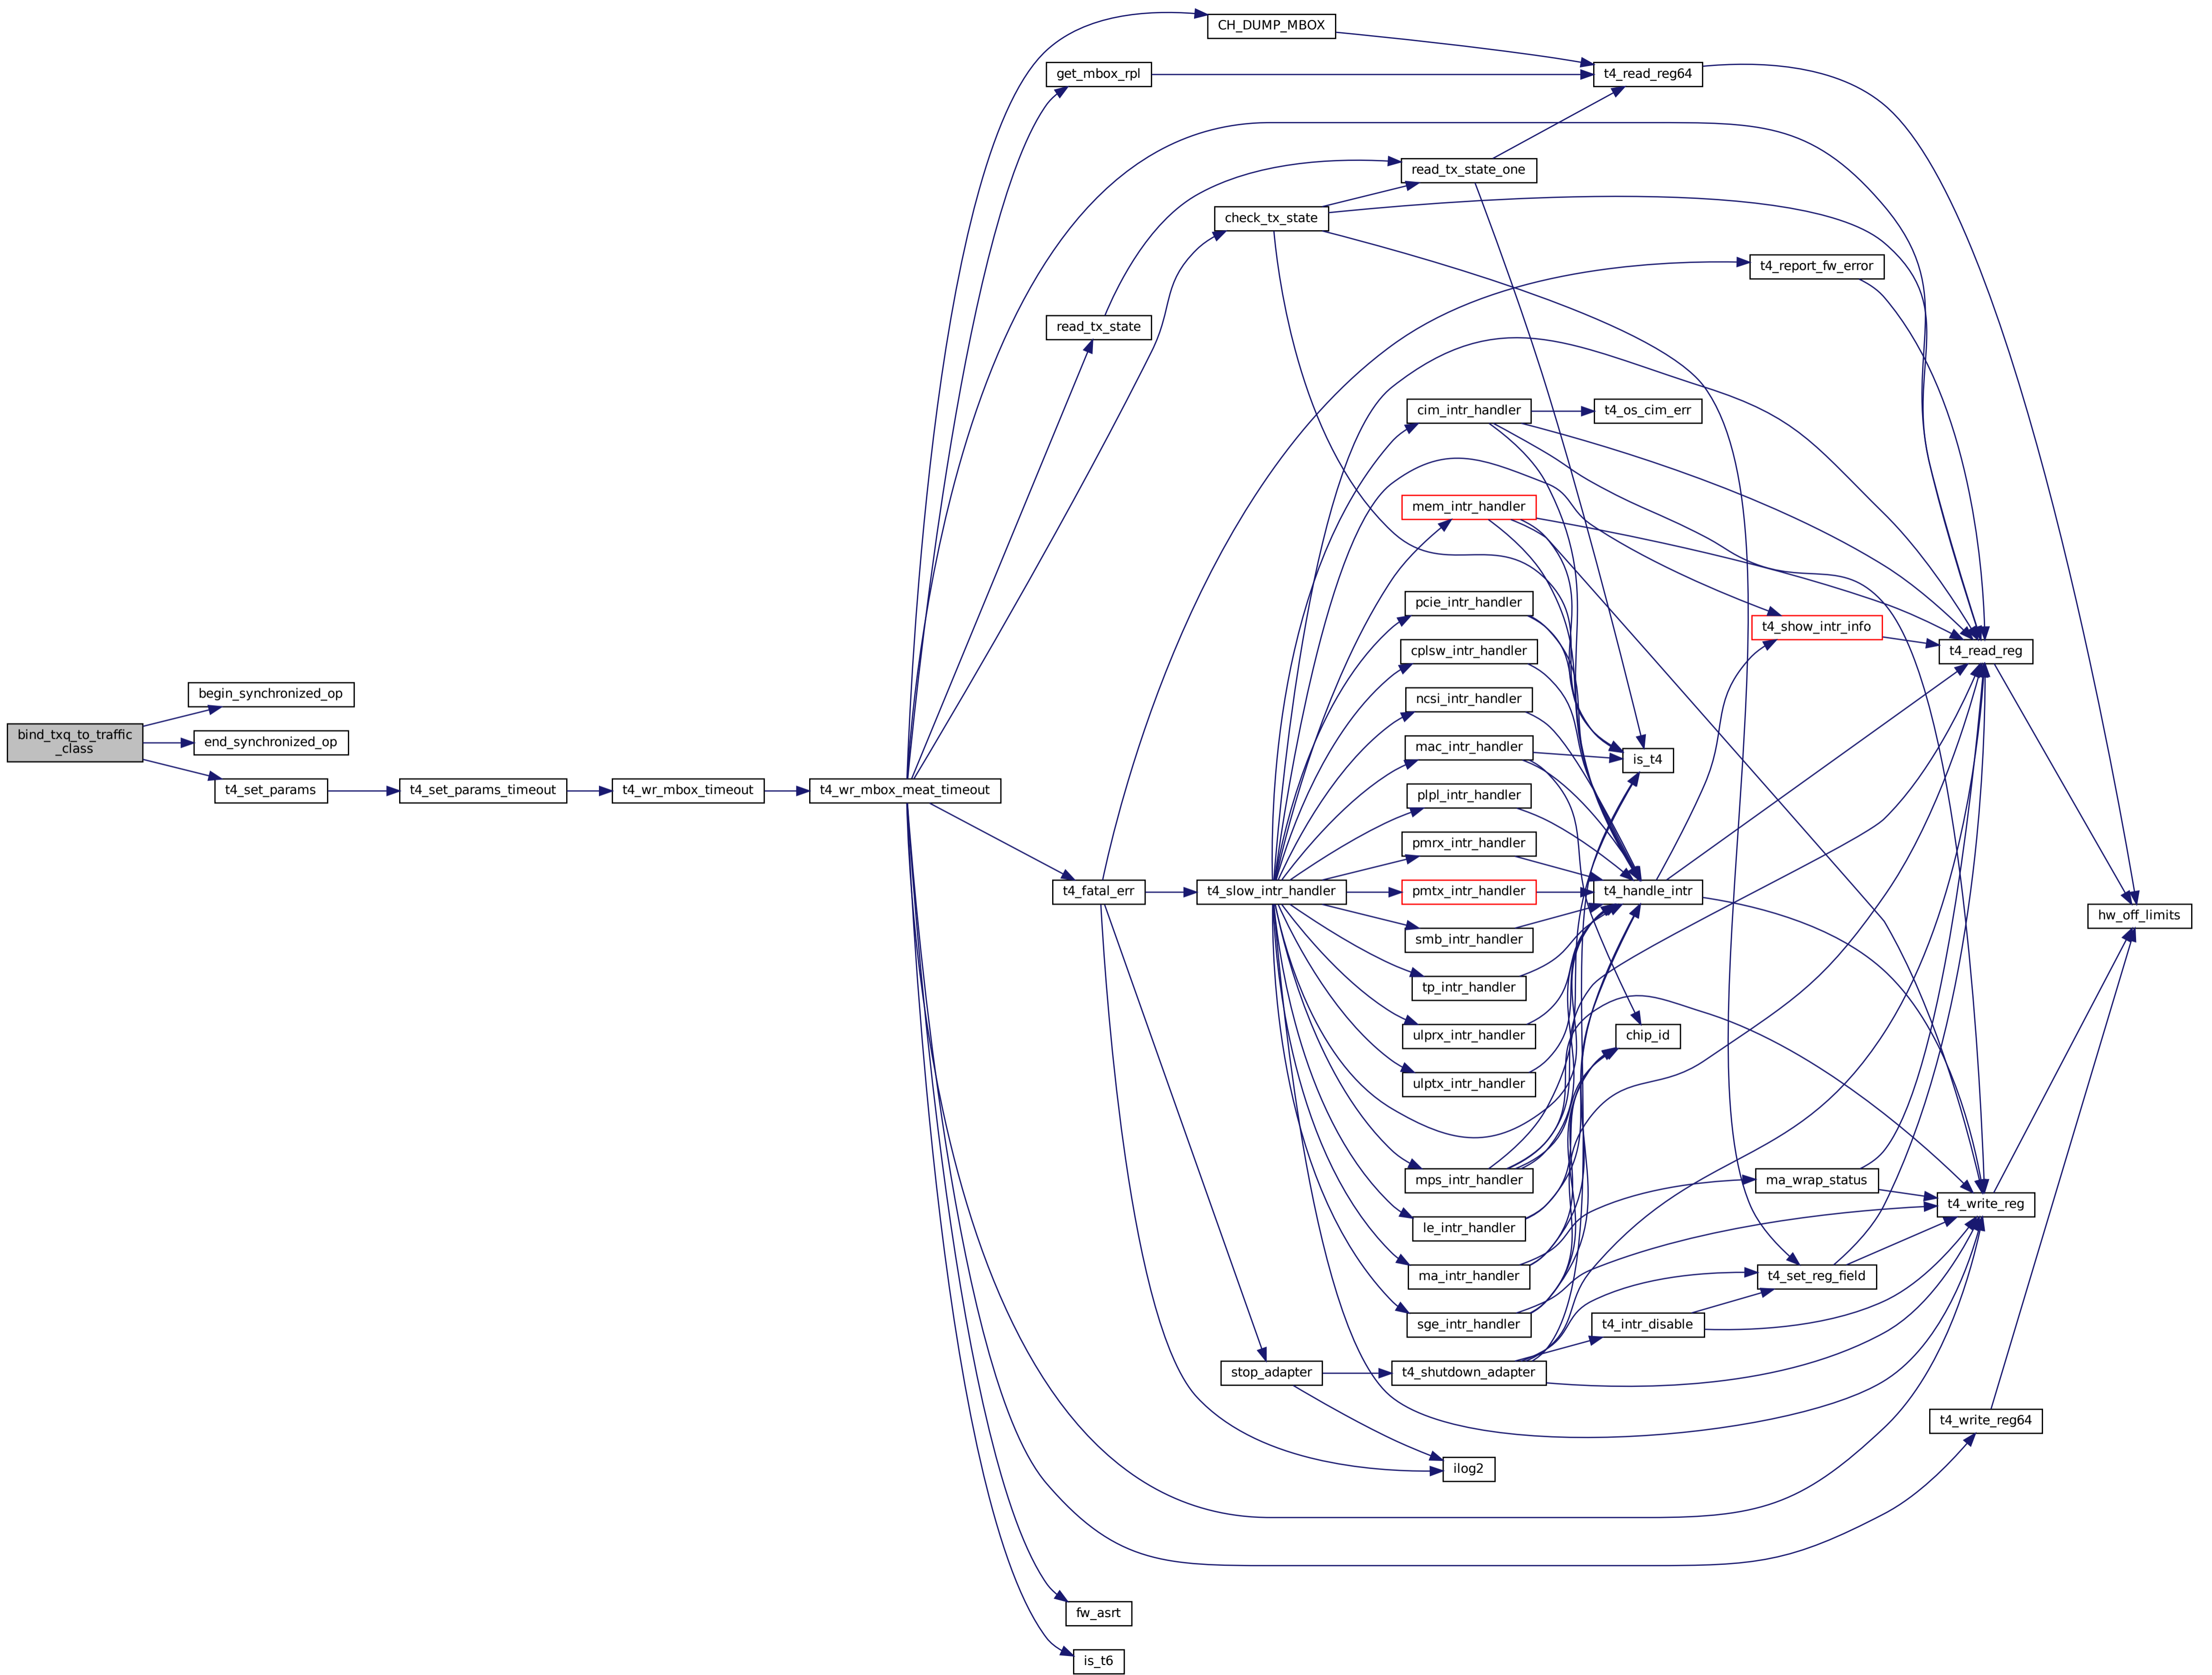 bind_txq_to_traffic
_class
begin_synchronized_op
end_synchronized_op
t4_set_params
t4_set_params_timeout
t4_wr_mbox_timeout
t4_wr_mbox_meat_timeout
CH_DUMP_MBOX
get_mbox_rpl
read_tx_state
check_tx_state
t4_fatal_err
fw_asrt
is_t6
t4_slow_intr_handler
stop_adapter
read_tx_state_one
cim_intr_handler
mem_intr_handler
pcie_intr_handler
cplsw_intr_handler
ncsi_intr_handler
mac_intr_handler
plpl_intr_handler
pmrx_intr_handler
pmtx_intr_handler
smb_intr_handler
tp_intr_handler
ulprx_intr_handler
ulptx_intr_handler
mps_intr_handler
le_intr_handler
ma_intr_handler
sge_intr_handler
t4_shutdown_adapter
ilog2
t4_read_reg64
t4_os_cim_err
is_t4
t4_handle_intr
chip_id
t4_intr_disable
t4_report_fw_error
t4_show_intr_info
ma_wrap_status
t4_set_reg_field
t4_read_reg
t4_write_reg
t4_write_reg64
hw_off_limits